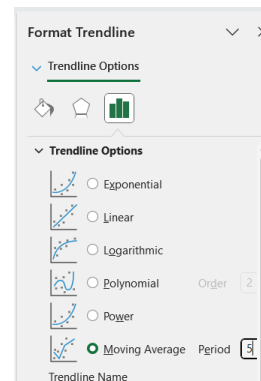 Format Trendline
Trendline Options
Trendline Options
Exponential
Linear
Logarithmic
Polynomial Order 2
Power
Moving Average Period 5
Trendline Name